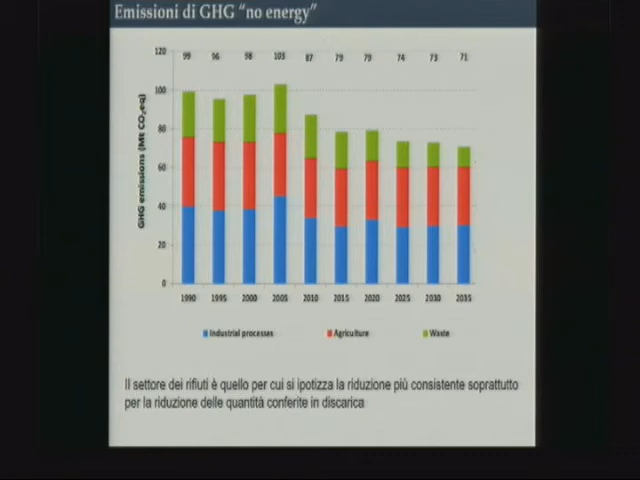 Emissioni di GHG "no energy"
GHG emissions (Mt CO₂eq)
120
100
80
60
40
20
0
99 96 98 103 87 79 79 74 73 71
1990 1995 2000 2005 2010 2015 2020 2025 2030 2035
Industrial processes Agriculture Waste
Il settore dei rifiuti è quello per cui si ipotizza la riduzione più consistente soprattutto
per la riduzione delle quantità conferite in discarica